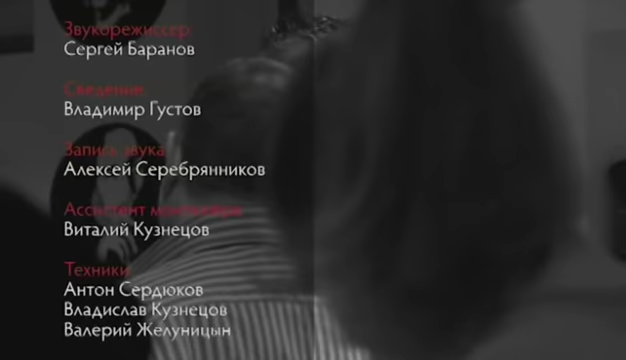 Звукорежиссер
Сергей Баранов
Сведение
Владимир Густов
Запись звука
Алексей Серебрянников
Ассистент
Виталий Кузнецов
Техники
Антон Сердюков
Владислав Кузнецов
Валерий Желуницын